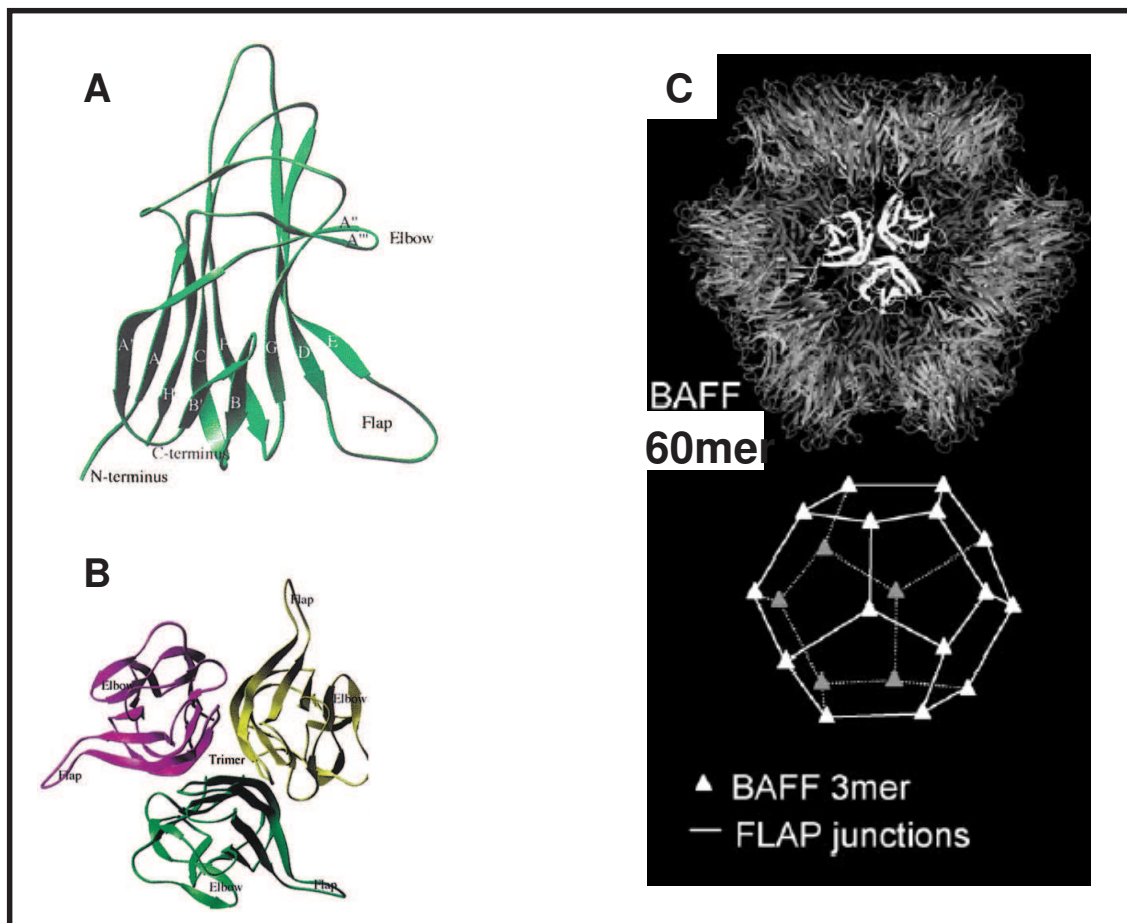 A
A''
A'''
Elbow
A'
A
C
F
G
D
E
H
B'
B
Flap
C-terminus
N-terminus
B
Flap
Elbow
Elbow
Trimer
Flap
Elbow
Flap
C
BAFF
60mer
BAFF 3mer
FLAP junctions